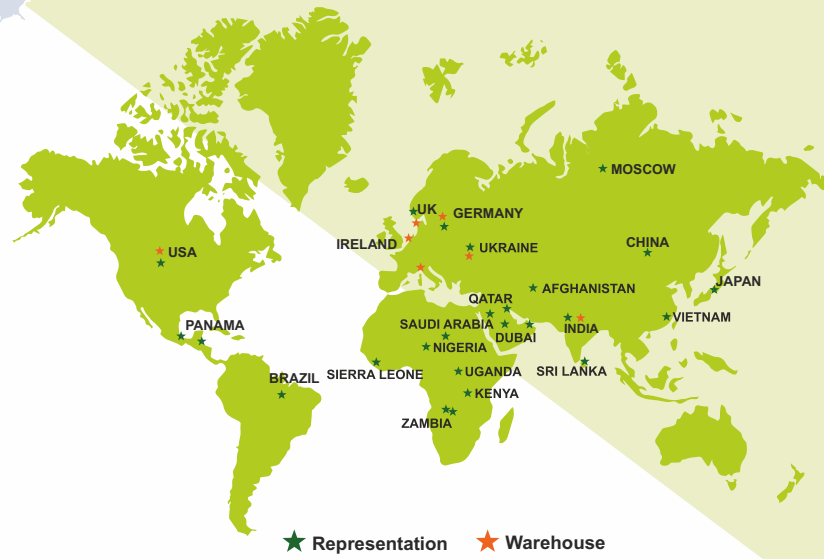 MOSCOW
UK
GERMANY
IRELAND
UKRAINE
CHINA
USA
JAPAN
AFGHANISTAN
QATAR
PANAMA
SAUDI ARABIA
VIETNAM
INDIA
DUBAI
NIGERIA
SIERRA LEONE
UGANDA
SRI LANKA
BRAZIL
KENYA
ZAMBIA
Representation
Warehouse